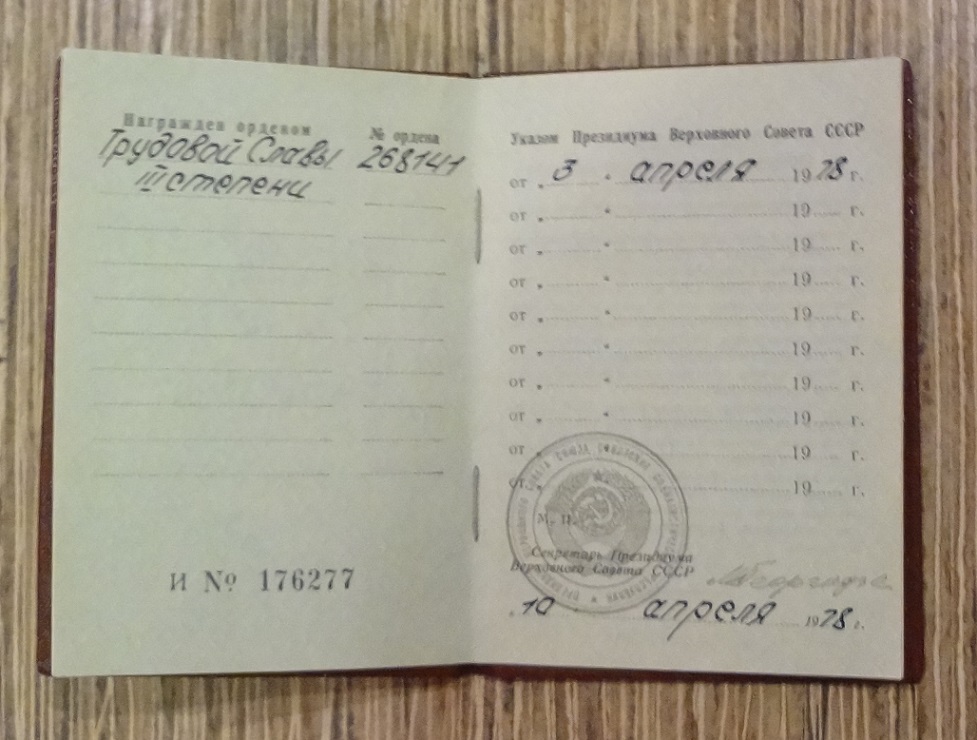 Награжден орденом № ордена
Трудовой Славы 268141
III степени
И № 176277
Указом Президиума Верховного Совета СССР
от „ 3 “ апреля 1978 г.
от „ “ 19 г.
от „ “ 19 г.
от „ “ 19 г.
от „ “ 19 г.
от „ “ 19 г.
от „ “ 19 г.
от „ “ 19 г.
от „ 19 г.
от „ 19 г.
М. П.
Секретарь Президиума
Верховного Совета СССР
10 апреля 1978 г.